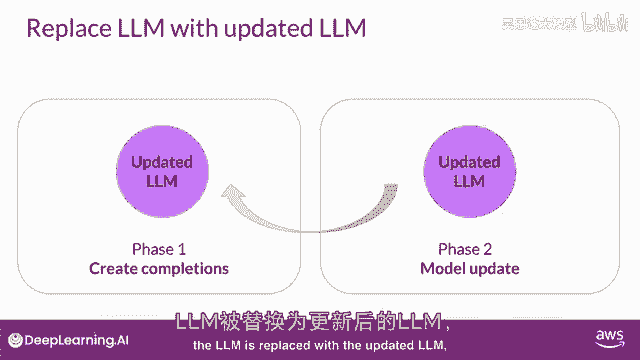 Replace LLM with updated LLM
Updated
LLM
Phase 1
Create completions
Updated
LLM
Phase 2
Model update
LLM被替换为更新后的LLM，
the LLM is replaced with the updated LLM,
DeepLearning.AI
aws